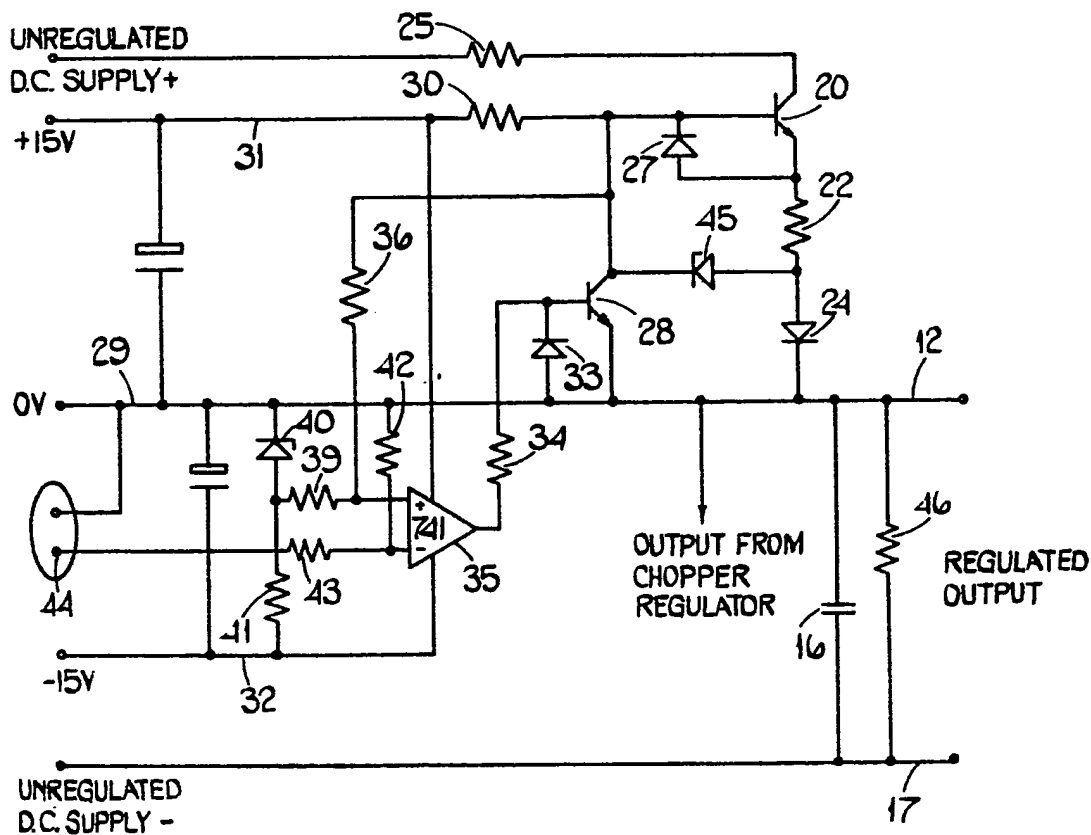 UNREGULATED
D.C. SUPPLY+
25
30
20
+15V
31
27
22
45
36
28
24
29
42
33
12
0V
40
39
34
+
741
-
46
44
43
35
OUTPUT FROM
CHOPPER
REGULATOR
REGULATED
OUTPUT
41
16
-15V
32
UNREGULATED
D.C. SUPPLY -
17